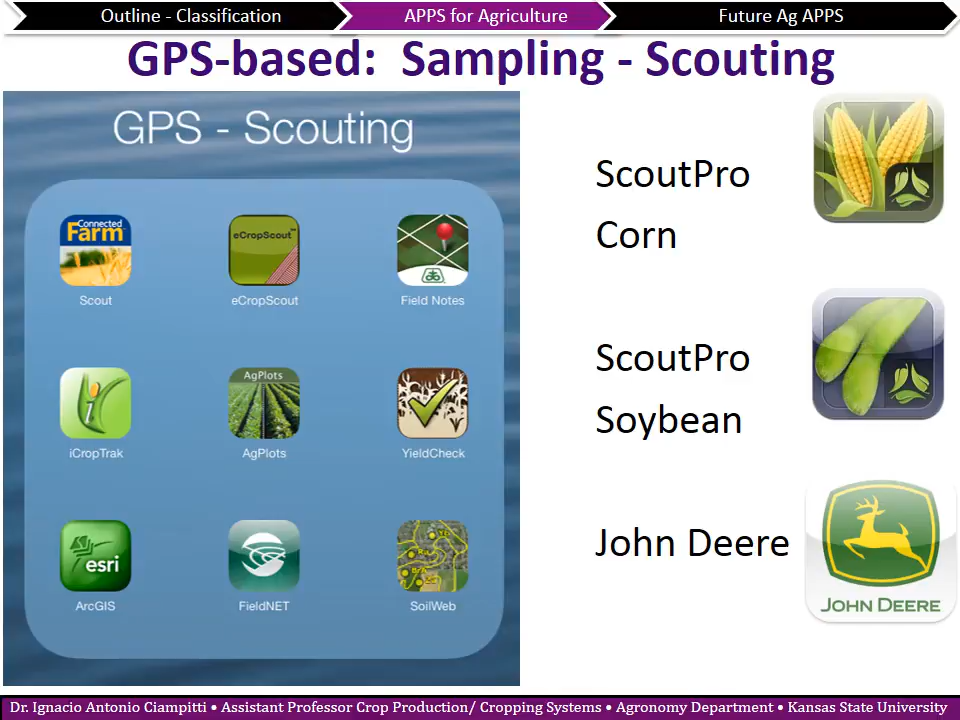 Outline - Classification
APPS for Agriculture
Future Ag APPS
GPS-based:  Sampling - Scouting
GPS - Scouting
Connected
Farm
Scout
eCropScout™
eCropScout
Field Notes
iCropTrak
AgPlots
AgPlots
YieldCheck
esri
ArcGIS
FieldNET
SoilWeb
ScoutPro
Corn
ScoutPro
Soybean
John Deere
JOHN DEERE
Dr. Ignacio Antonio Ciampitti • Assistant Professor Crop Production/ Cropping Systems • Agronomy Department • Kansas State University